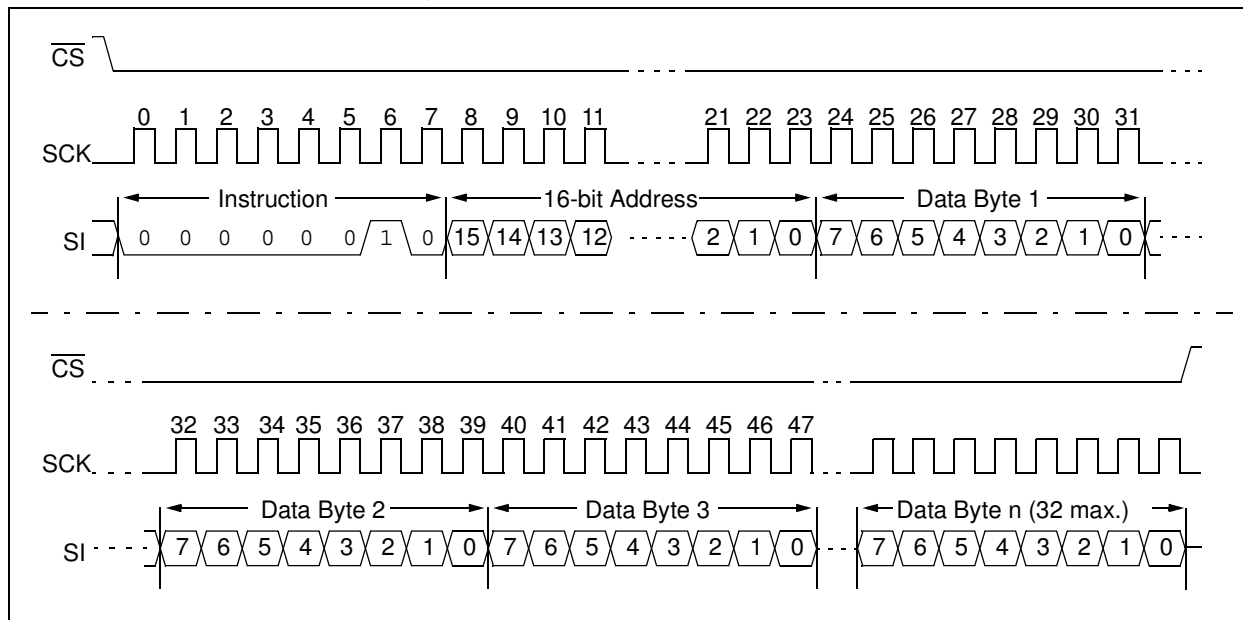 CS
0 1 2 3 4 5 6 7 8 9 10 11 21 22 23 24 25 26 27 28 29 30 31
SCK
Instruction 16-bit Address Data Byte 1
SI 0 0 0 0 0 0 1 0 15 14 13 12 2 1 0 7 6 5 4 3 2 1 0
CS
32 33 34 35 36 37 38 39 40 41 42 43 44 45 46 47
SCK
Data Byte 2 Data Byte 3 Data Byte n (32 max.)
SI 7 6 5 4 3 2 1 0 7 6 5 4 3 2 1 0 7 6 5 4 3 2 1 0